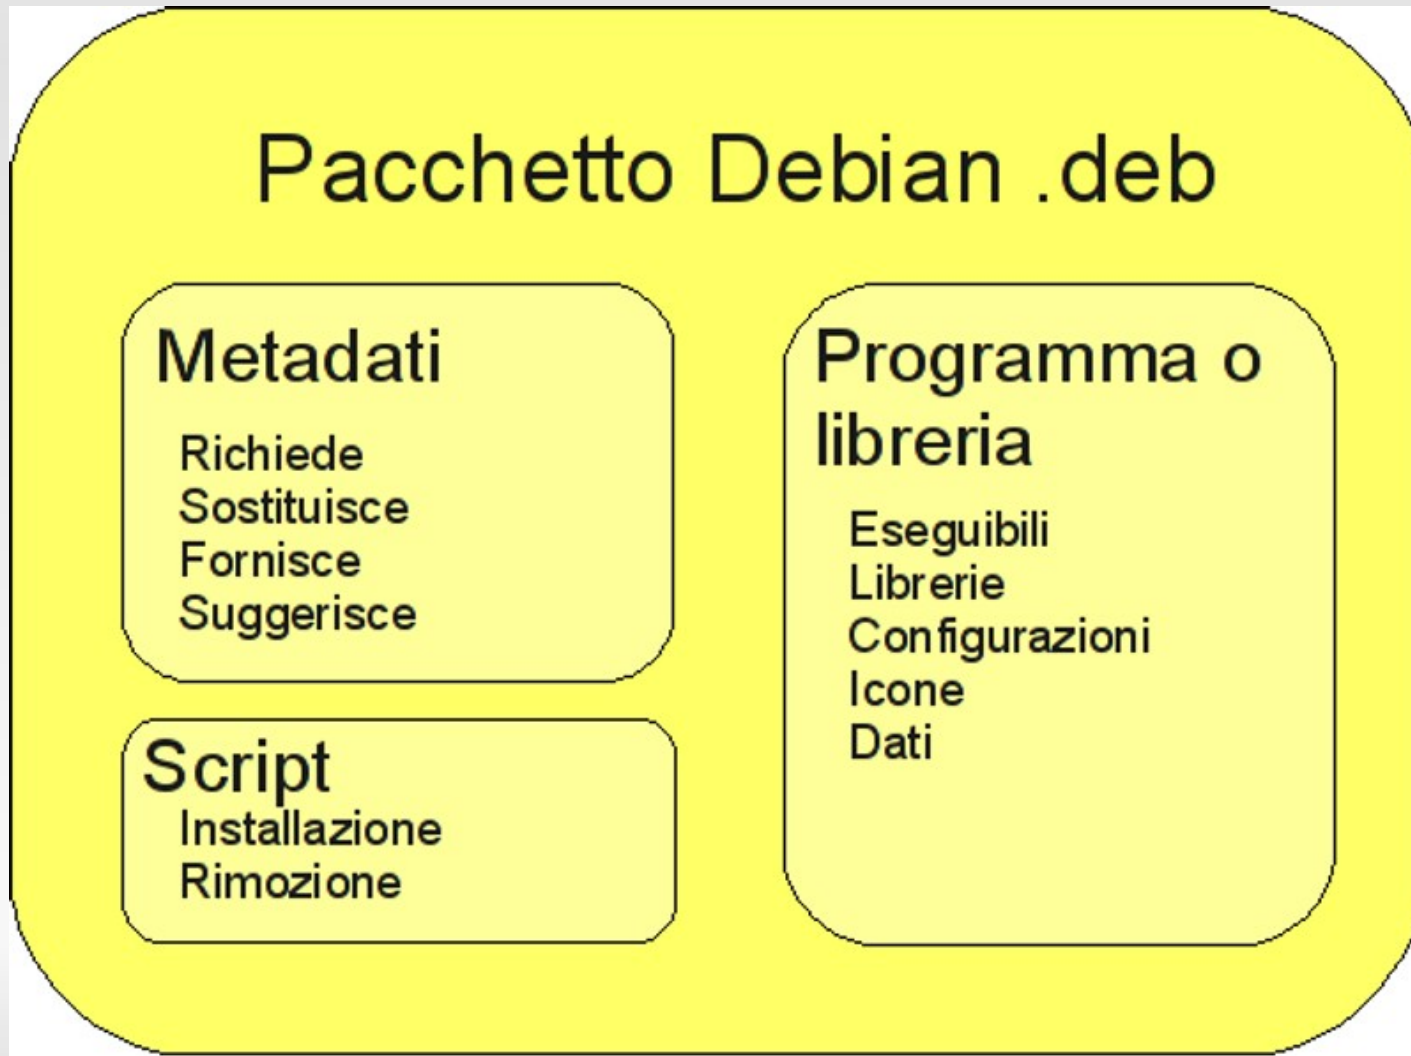 Pacchetto Debian .deb
Metadati
Richiede
Sostituisce
Fornisce
Suggerisce
Script
Installazione
Rimozione
Programma o
libreria
Eseguibili
Librerie
Configurazioni
Icone
Dati